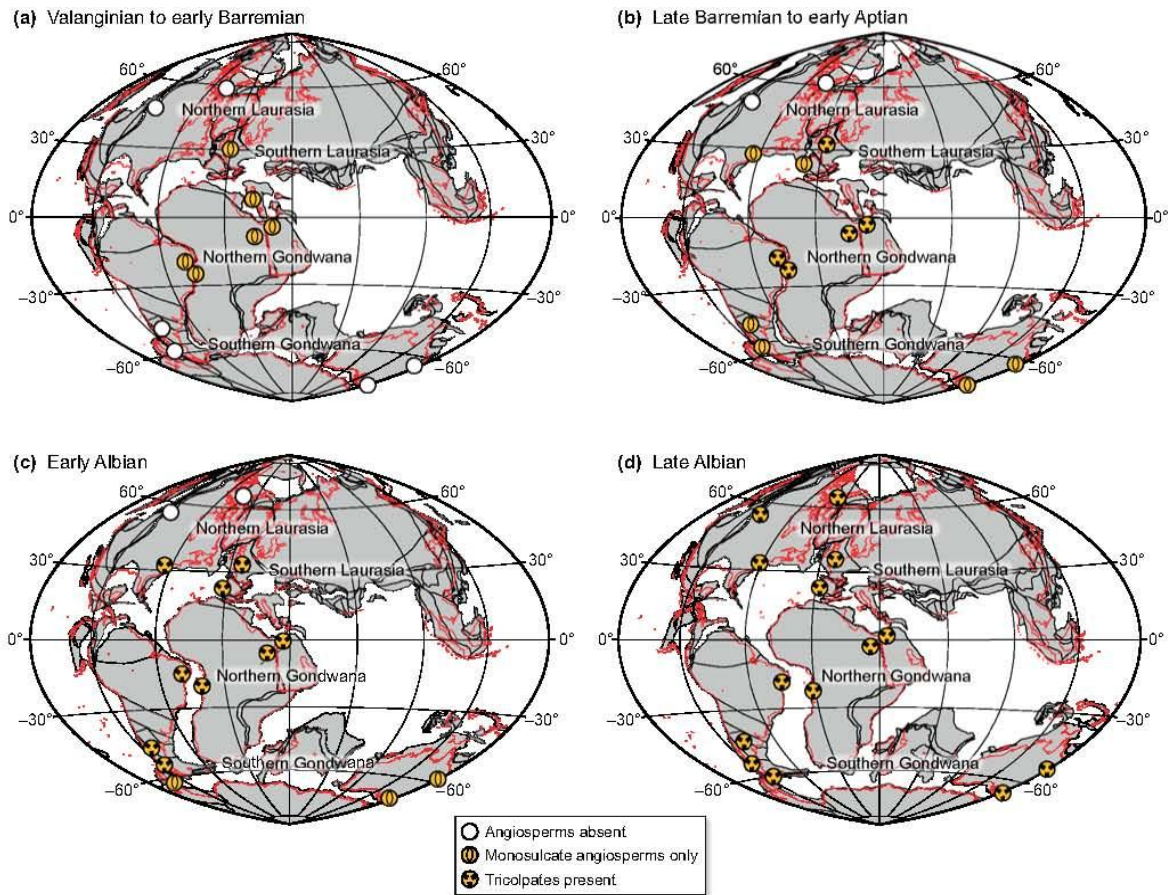 (a) Valanginian to early Barremian
60°
60°
Northern Laurasia
30°
Southern Laurasia
30°
0°
0°
Northern Gondwana
–30°
–30°
Southern Gondwana
–60°
–60°
(b) Late Barremian to early Aptian
60°
60°
Northern Laurasia
30°
Southern Laurasia
30°
0°
0°
Northern Gondwana
–30°
–30°
Southern Gondwana
–60°
–60°
(c) Early Albian
60°
60°
Northern Laurasia
30°
Southern Laurasia
30°
0°
0°
Northern Gondwana
–30°
–30°
Southern Gondwana
–60°
–60°
(d) Late Albian
60°
60°
Northern Laurasia
30°
Southern Laurasia
30°
0°
0°
Northern Gondwana
–30°
–30°
Southern Gondwana
–60°
–60°
Angiosperms absent
Monosulcate angiosperms only
Tricolpates present